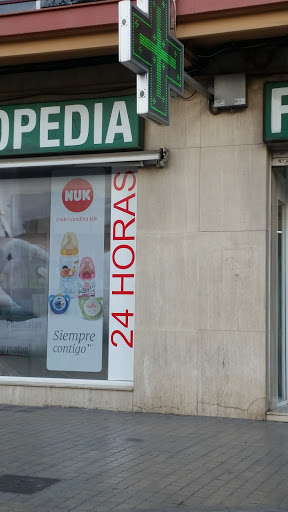 OPEDIA
F
NUK
Understanding life
24 HORAS
Siempre
contigo